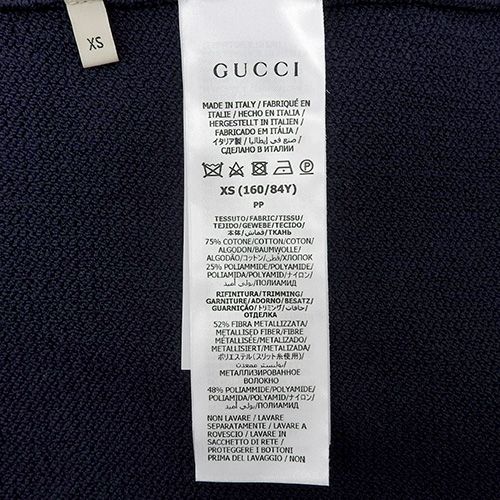 XS
GUCCI
MADE IN ITALY / FABRIQUÉ EN
ITALIE / HECHO EN ITALIA /
HERGESTELLT IN ITALIEN /
FABRICADO EM ITÁLIA /
イタリア製 / صنع في إيطاليا /
СДЕЛАНО В ИТАЛИИ
XS (160/84Y)
PP
TESSUTO/FABRIC/TISSU/
TEJIDO/GEWEBE/TECIDO/
本体/قماش/ТКАНЬ
75% COTONE/COTTON/COTON/
ALGODON/BAUMWOLLE/
ALGODÃO/コットン/قطن/ХЛОПОК
25% POLIAMMIDE/POLYAMIDE/
POLIAMIDA/POLYAMID/ナイロン/
بولي أميد/ПОЛИАМИД
RIFINITURA/TRIMMING/
GARNITURE/ADORNO/BESATZ/
GUARNIÇÃO/トリミング/حافات/
ОТДЕЛКА
52% FIBRA METALLIZZATA/
METALLISED FIBER/FIBRE
MÉTALLISÉE/METALIZADO/
METALLISIERT/METALIZADA/
ポリエステル(スリット糸使用)/
بوليستر ممعدن/
МЕТАЛЛИЗИРОВАННОЕ
ВОЛОКНО
48% POLIAMMIDE/POLYAMIDE/
POLIAMIDA/POLYAMID/ナイロン/
بولي أميد/ПОЛИАМИД
NON LAVARE / LAVARE
SEPARATAMENTE / LAVARE A
ROVESCIO / LAVARE IN
SACCHETTO DI RETE /
PROTEGGERE I BOTTONI
PRIMA DEL LAVAGGIO / NON